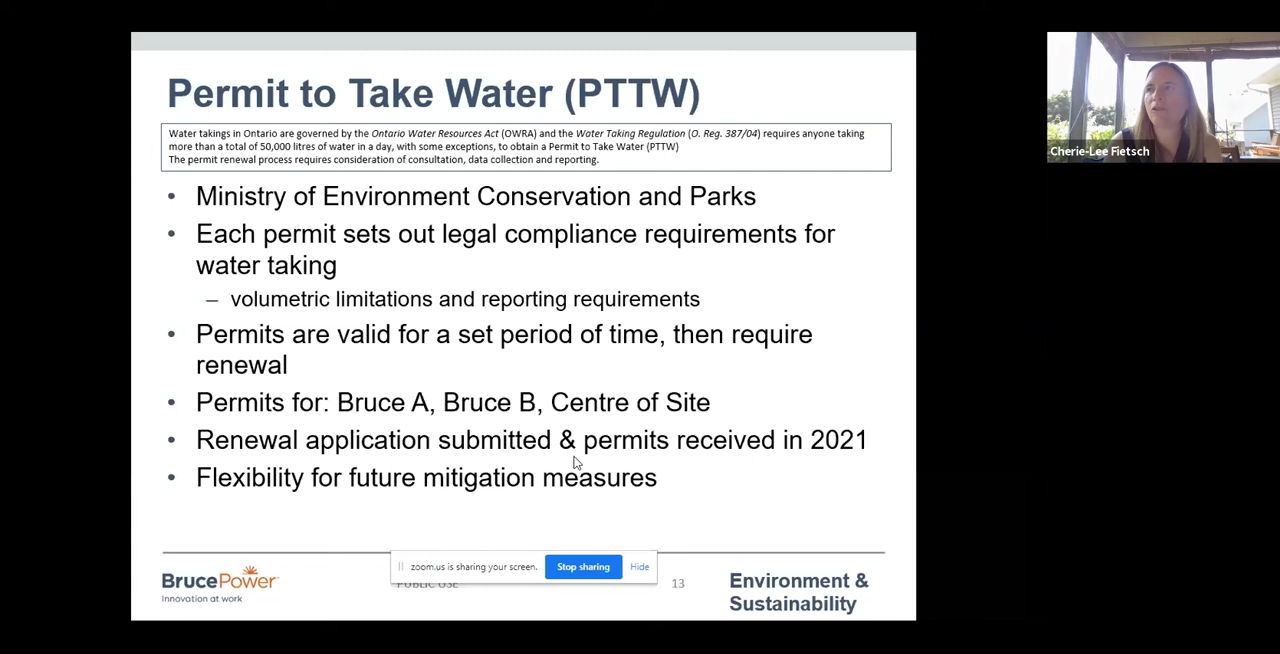 Permit to Take Water (PTTW)
Water takings in Ontario are governed by the Ontario Water Resources Act (OWRA) and the Water Taking Regulation (O. Reg. 387/04) requires anyone taking
more than a total of 50,000 litres of water in a day, with some exceptions, to obtain a Permit to Take Water (PTTW)
The permit renewal process requires consideration of consultation, data collection and reporting.
• Ministry of Environment Conservation and Parks
• Each permit sets out legal compliance requirements for
water taking
– volumetric limitations and reporting requirements
• Permits are valid for a set period of time, then require
renewal
• Permits for: Bruce A, Bruce B, Centre of Site
• Renewal application submitted & permits received in 2021
• Flexibility for future mitigation measures
zoom.us is sharing your screen. Stop sharing Hide
BrucePower
Innovation at work
PUBLIC USE
13
Environment &
Sustainability
Cherie-Lee Fietsch